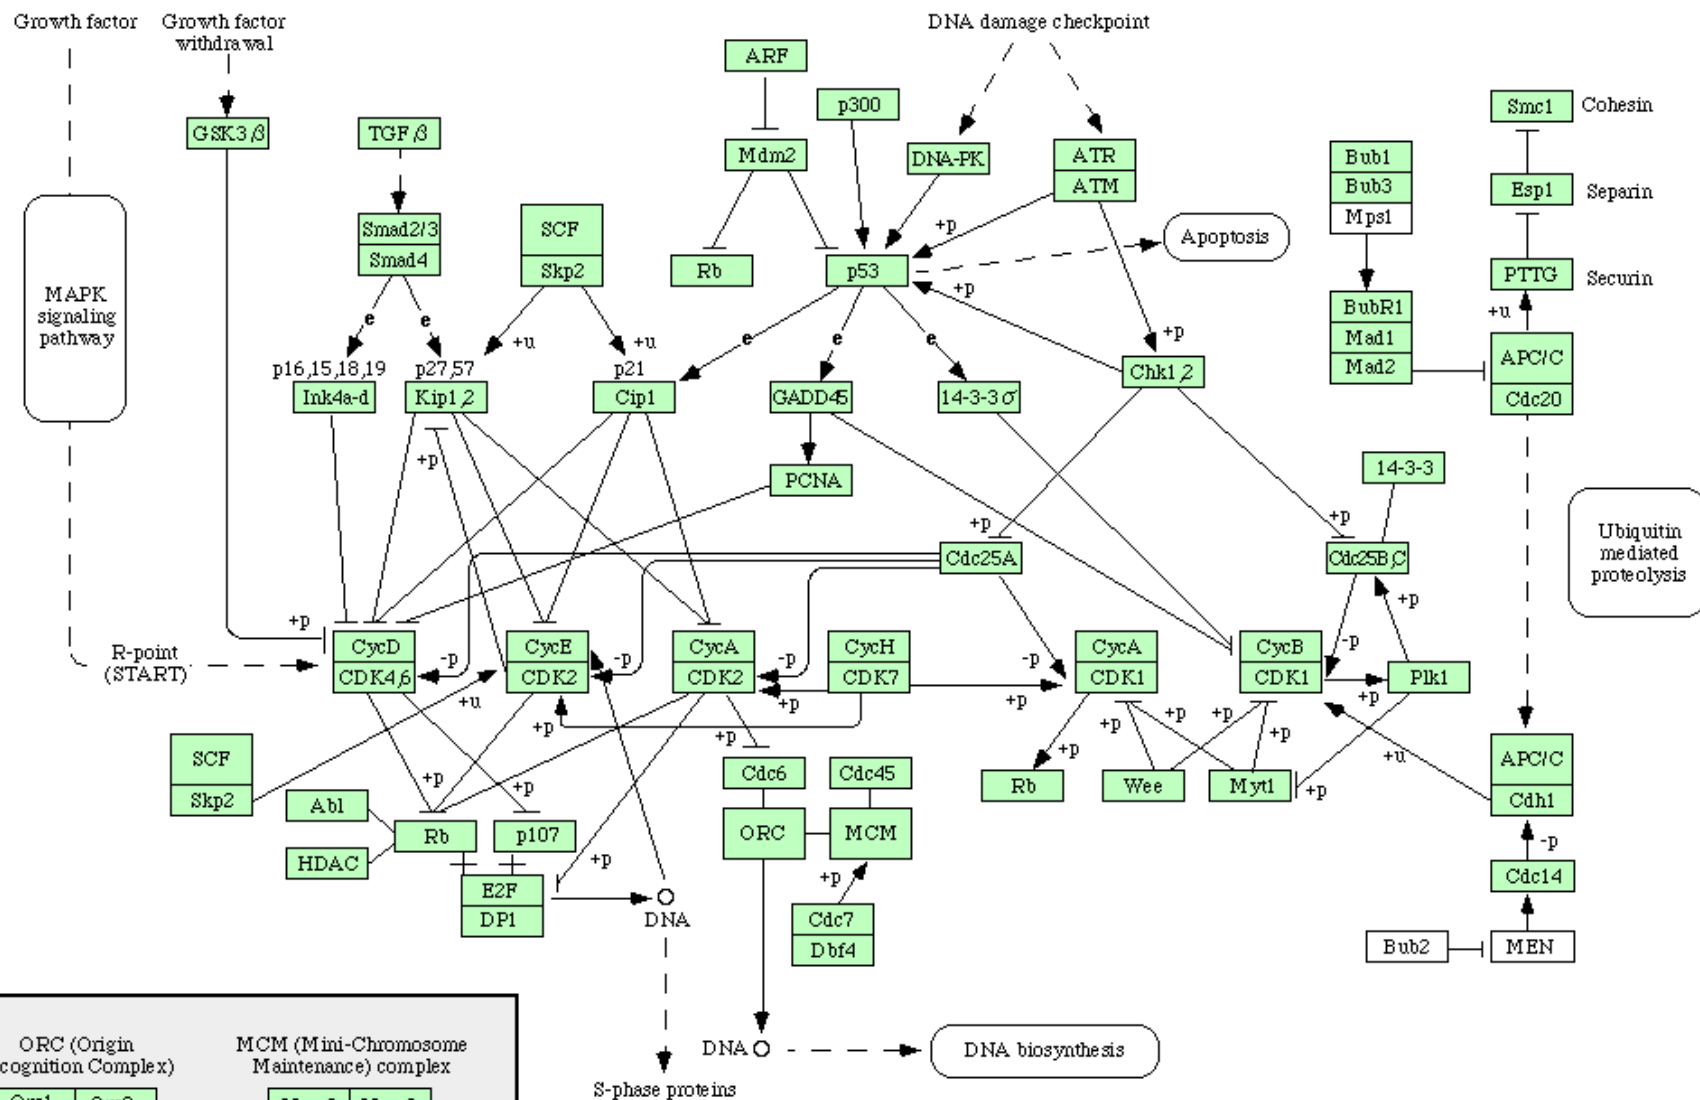 Growth factor
Growth factor
withdrawal
DNA damage checkpoint
ARF
p300
Smc1
Cohesin
GSK3β
TGFβ
Mdm2
DNA-PK
ATR
ATM
Bub1
Bub3
Mps1
Esp1
Separin
+p
Smad2/3
Smad4
SCF
Skp2
Rb
p53
Apoptosis
PTTG
Securin
MAPK
signaling
pathway
+p
BubR1
Mad1
Mad2
+u
APC/C
Cdc20
e
e
+u
+u
e
e
e
+p
p16,15,18,19
Ink4a-d
p27,57
Kip1,2
p21
Cip1
GADD45
14-3-3σ
Chk1,2
+p
PCNA
14-3-3
+p
+p
Cdc25A
Cdc25B,C
Ubiquitin
mediated
proteolysis
+p
+p
R-point
(START)
CycD
CDK4,6
-p
CycE
CDK2
-p
CycA
CDK2
-p
CycH
CDK7
-p
CycA
CDK1
CycB
CDK1
-p
Plk1
+u
+p
+p
+p
+p
+p
+p
+p
+p
+p
+u
SCF
Skp2
+p
+p
Cdc6
Cdc45
Rb
Wee
Myt1
+p
APC/C
Cdh1
Abl
HDAC
Rb
p107
ORC
MCM
-p
+p
+p
E2F
DP1
DNA
Cdc7
Dbf4
Cdc14
Bub2
MEN
DNA
DNA biosynthesis
S-phase proteins
ORC (Origin
cognition Complex)
MCM (Mini-Chromosome
Maintenance) complex